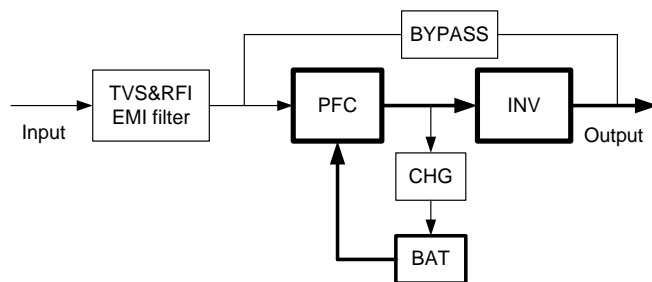 BYPASS
TVS&RFI
EMI filter
PFC
INV
Input
Output
CHG
BAT